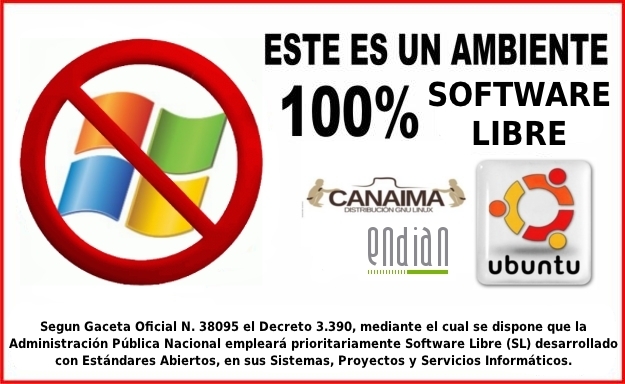 ESTE ES UN AMBIENTE
100% SOFTWARE
LIBRE
CANAIMA
DISTRIBUCIÓN GNU LINUX
endian
ubuntu
Segun Gaceta Oficial N. 38095 el Decreto 3.390, mediante el cual se dispone que la
Administración Pública Nacional empleará prioritariamente Software Libre (SL) desarrollado
con Estándares Abiertos, en sus Sistemas, Proyectos y Servicios Informáticos.